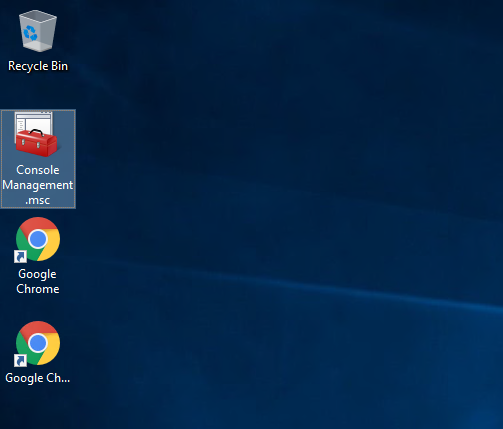 Recycle Bin
Console
Management
.msc
Google
Chrome
Google Ch...